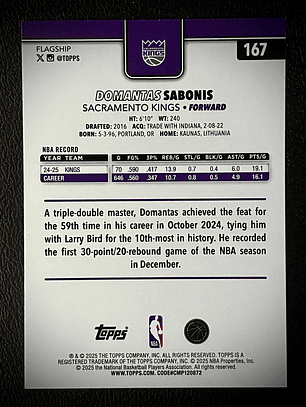 FLAGSHIP
@TOPPS
KINGS
167
DOMANTAS SABONIS
SACRAMENTO KINGS • FORWARD
HT: 6'10" WT: 240
DRAFTED: 2016 ACQ: TRADE WITH INDIANA, 2-08-22
BORN: 5-3-96, PORTLAND, OR HOME: KAUNAS, LITHUANIA
NBA RECORD
YEAR TEAM G FG% 3P% REB/G STL/G BLK/G AST/G PTS/G
24-25 KINGS 70 .590 .417 13.9 0.7 0.4 6.0 19.1
CAREER 646 .560 .347 10.7 0.8 0.5 4.9 16.1
A triple-double master, Domantas achieved the feat for
the 59th time in his career in October 2024, tying him
with Larry Bird for the 10th-most in history. He recorded
the first 30-point/20-rebound game of the NBA season
in December.
Topps
NBA
® & © 2025 THE TOPPS COMPANY, INC. ALL RIGHTS RESERVED. TOPPS IS A
REGISTERED TRADEMARK OF THE TOPPS COMPANY, INC. © 2025 NBA Properties, Inc.
© 2025 the National Basketball Players Association. All rights reserved.
WWW.TOPPS.COM. CODE#CMP120872